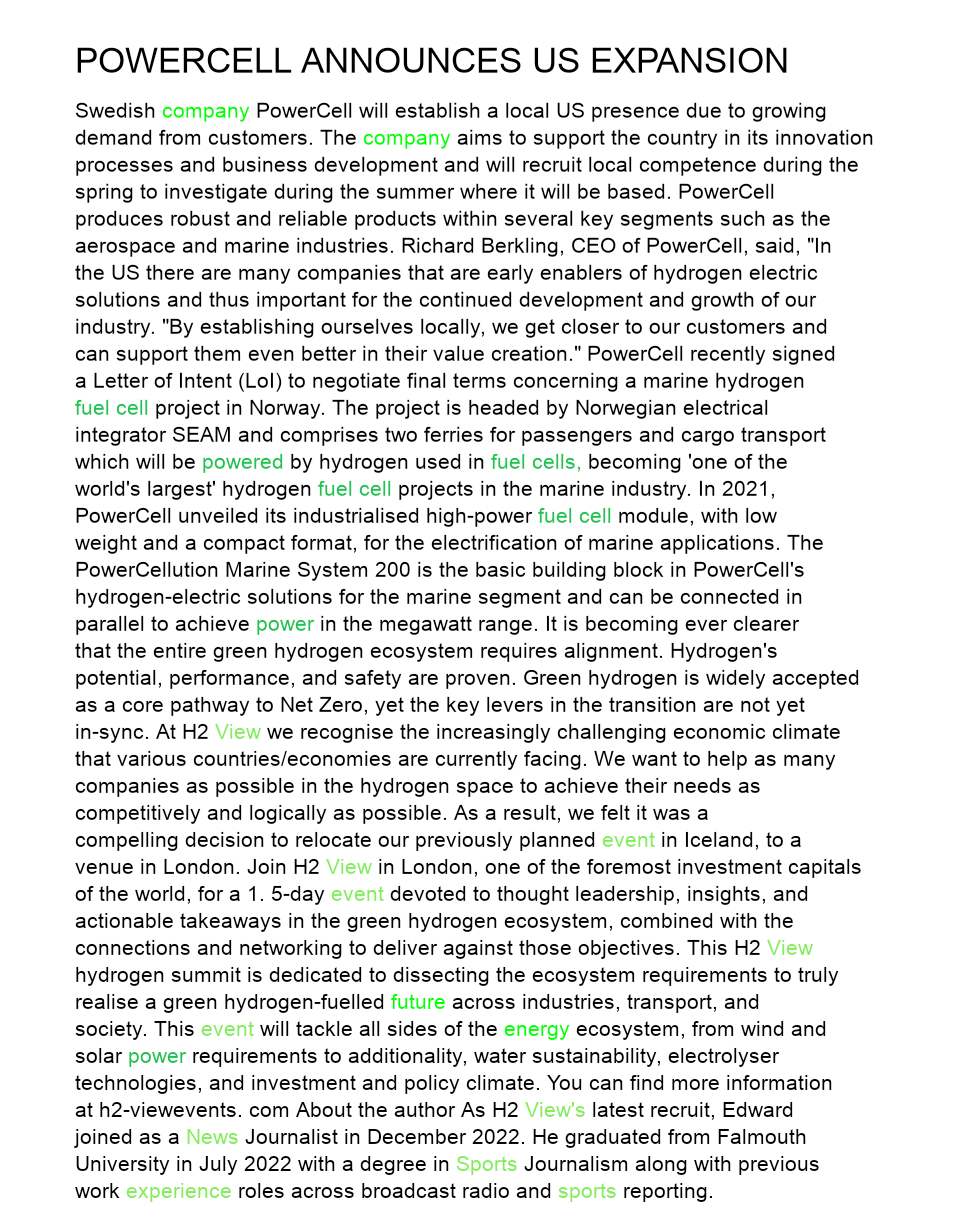 POWERCELL ANNOUNCES US EXPANSION
Swedish company PowerCell will establish a local US presence due to growing
demand from customers. The company aims to support the country in its innovation
processes and business development and will recruit local competence during the
spring to investigate during the summer where it will be based. PowerCell
produces robust and reliable products within several key segments such as the
aerospace and marine industries. Richard Berkling, CEO of PowerCell, said, "In
the US there are many companies that are early enablers of hydrogen electric
solutions and thus important for the continued development and growth of our
industry. "By establishing ourselves locally, we get closer to our customers and
can support them even better in their value creation." PowerCell recently signed
a Letter of Intent (LoI) to negotiate final terms concerning a marine hydrogen
fuel cell project in Norway. The project is headed by Norwegian electrical
integrator SEAM and comprises two ferries for passengers and cargo transport
which will be powered by hydrogen used in fuel cells, becoming 'one of the
world's largest' hydrogen fuel cell projects in the marine industry. In 2021,
PowerCell unveiled its industrialised high-power fuel cell module, with low
weight and a compact format, for the electrification of marine applications. The
PowerCellution Marine System 200 is the basic building block in PowerCell's
hydrogen-electric solutions for the marine segment and can be connected in
parallel to achieve power in the megawatt range. It is becoming ever clearer
that the entire green hydrogen ecosystem requires alignment. Hydrogen's
potential, performance, and safety are proven. Green hydrogen is widely accepted
as a core pathway to Net Zero, yet the key levers in the transition are not yet
in-sync. At H2 View we recognise the increasingly challenging economic climate
that various countries/economies are currently facing. We want to help as many
companies as possible in the hydrogen space to achieve their needs as
competitively and logically as possible. As a result, we felt it was a
compelling decision to relocate our previously planned event in Iceland, to a
venue in London. Join H2 View in London, one of the foremost investment capitals
of the world, for a 1. 5-day event devoted to thought leadership, insights, and
actionable takeaways in the green hydrogen ecosystem, combined with the
connections and networking to deliver against those objectives. This H2 View
hydrogen summit is dedicated to dissecting the ecosystem requirements to truly
realise a green hydrogen-fuelled future across industries, transport, and
society. This event will tackle all sides of the energy ecosystem, from wind and
solar power requirements to additionality, water sustainability, electrolyser
technologies, and investment and policy climate. You can find more information
at h2-viewevents. com About the author As H2 View's latest recruit, Edward
joined as a News Journalist in December 2022. He graduated from Falmouth
University in July 2022 with a degree in Sports Journalism along with previous
work experience roles across broadcast radio and sports reporting.